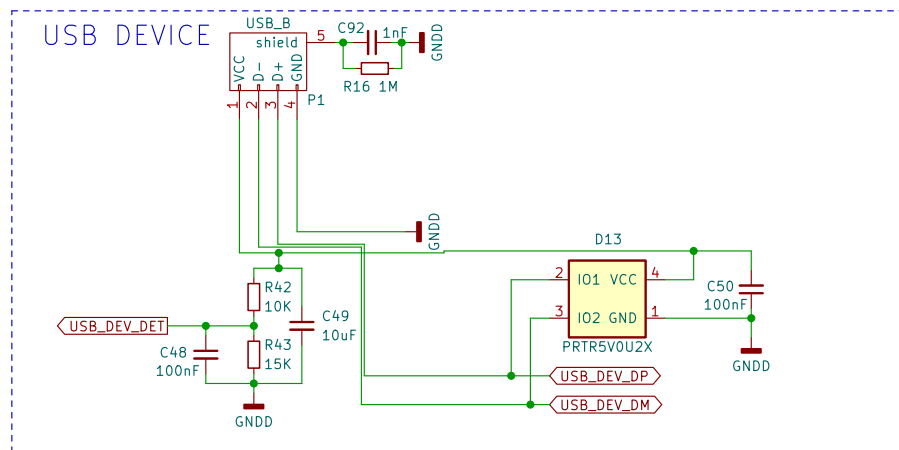 USB DEVICE
USB_B
shield
5
VCC
D-
D+
GND
1
2
3
4
P1
C92
1nF
R16 1M
GNDD
GNDD
R42
10K
R43
15K
C49
10uF
USB_DEV_DET
C48
100nF
GNDD
D13
2
IO1
VCC
4
3
IO2
GND
1
PRTR5V0U2X
C50
100nF
GNDD
USB_DEV_DP
USB_DEV_DM